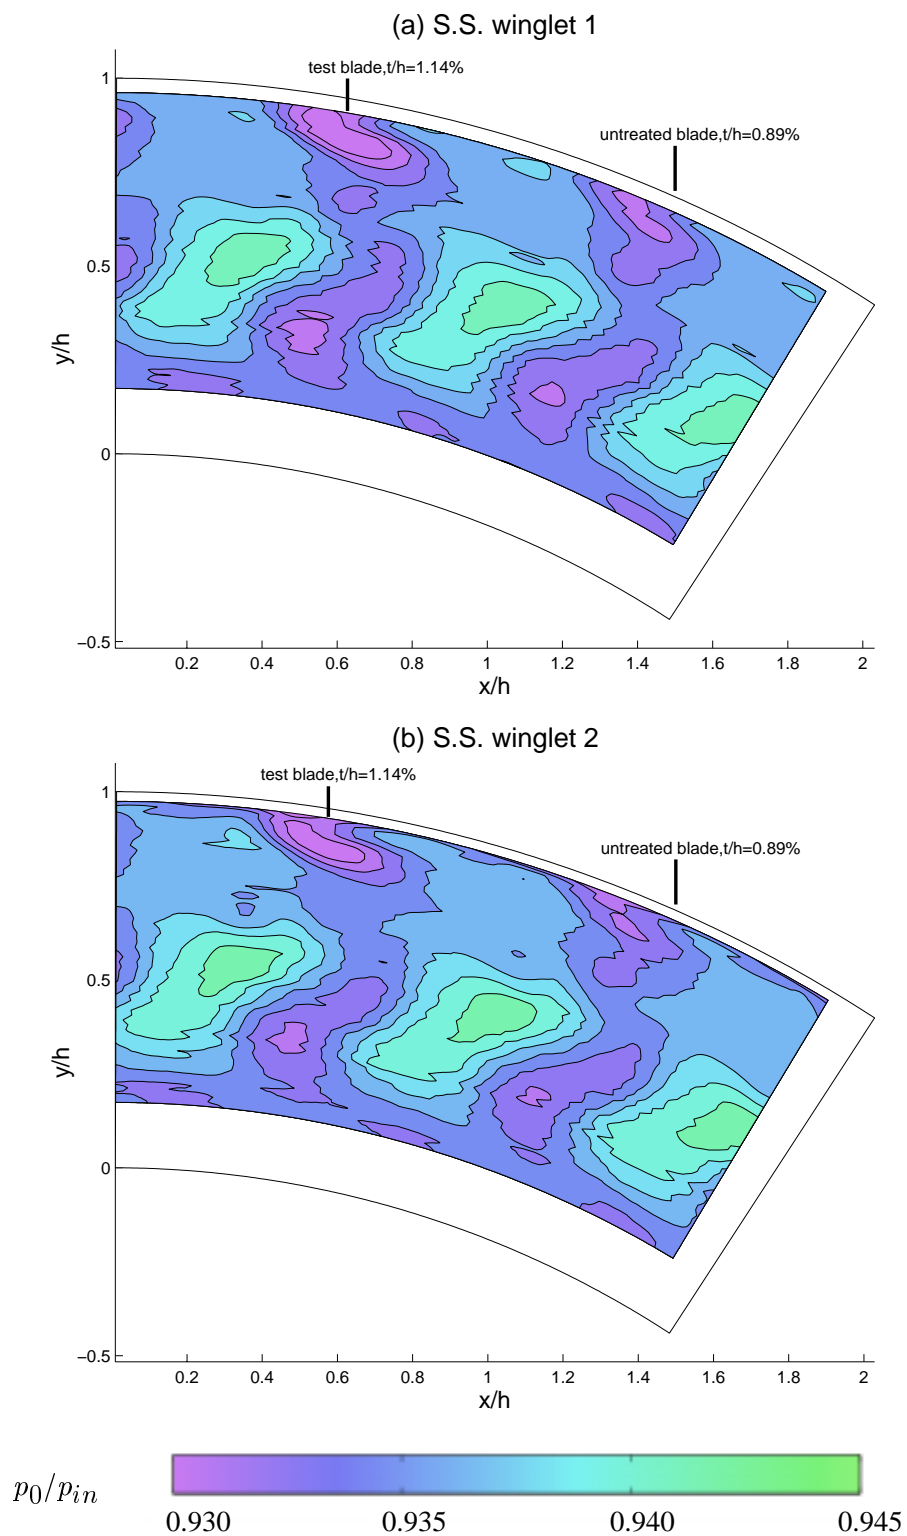 (a) S.S. winglet 1
test blade,t/h=1.14%
untreated blade,t/h=0.89%
1
0.5
0
−0.5
y/h
0.2 0.4 0.6 0.8 1 1.2 1.4 1.6 1.8 2
x/h
(b) S.S. winglet 2
test blade,t/h=1.14%
untreated blade,t/h=0.89%
1
0.5
0
−0.5
y/h
0.2 0.4 0.6 0.8 1 1.2 1.4 1.6 1.8 2
x/h
p0/pin
0.930 0.935 0.940 0.945